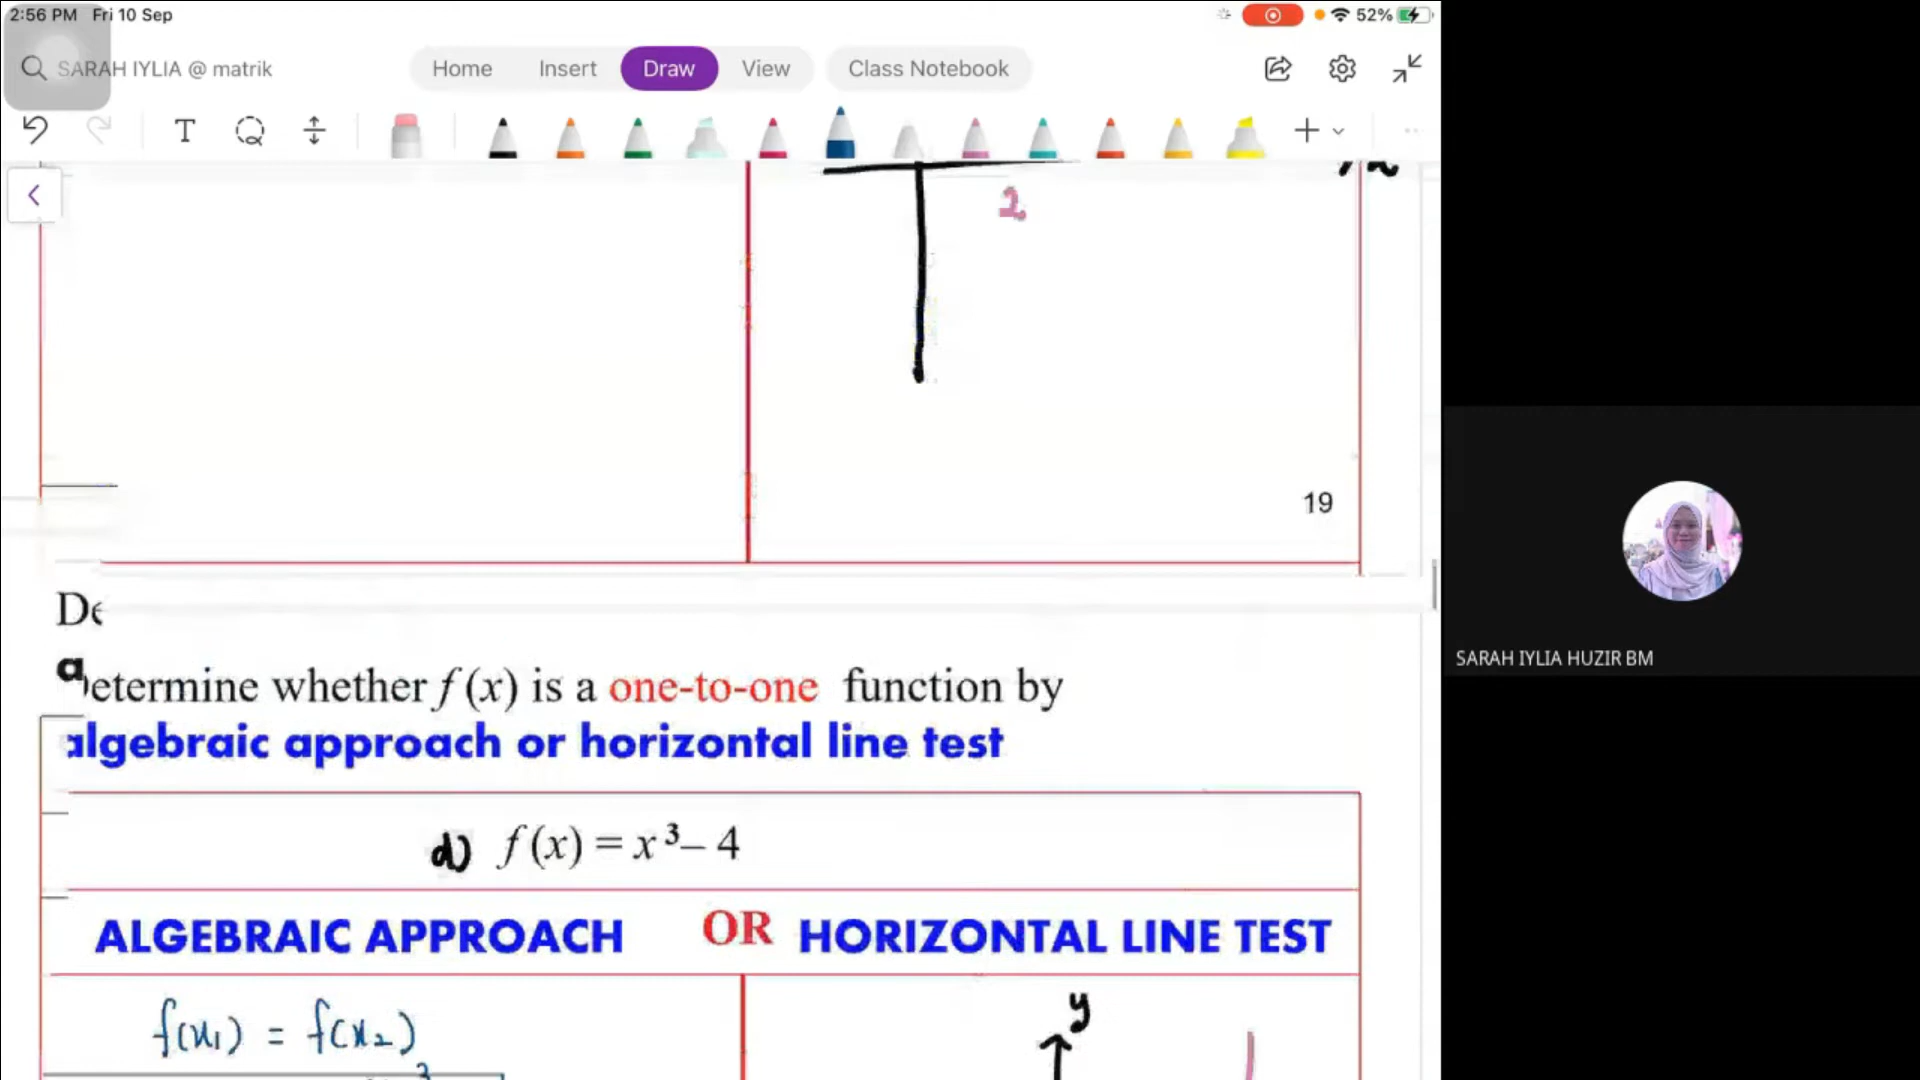 2:56 PM Fri 10 Sep
52%
SARAH IYLIA @ matrik
Home Insert Draw View Class Notebook
T
2
19
De
a
etermine whether f (x) is a one-to-one function by
algebraic approach or horizontal line test
d) f (x) = x³– 4
ALGEBRAIC APPROACH OR HORIZONTAL LINE TEST
f(x₁) = f(x₂)
y
SARAH IYLIA HUZIR BM